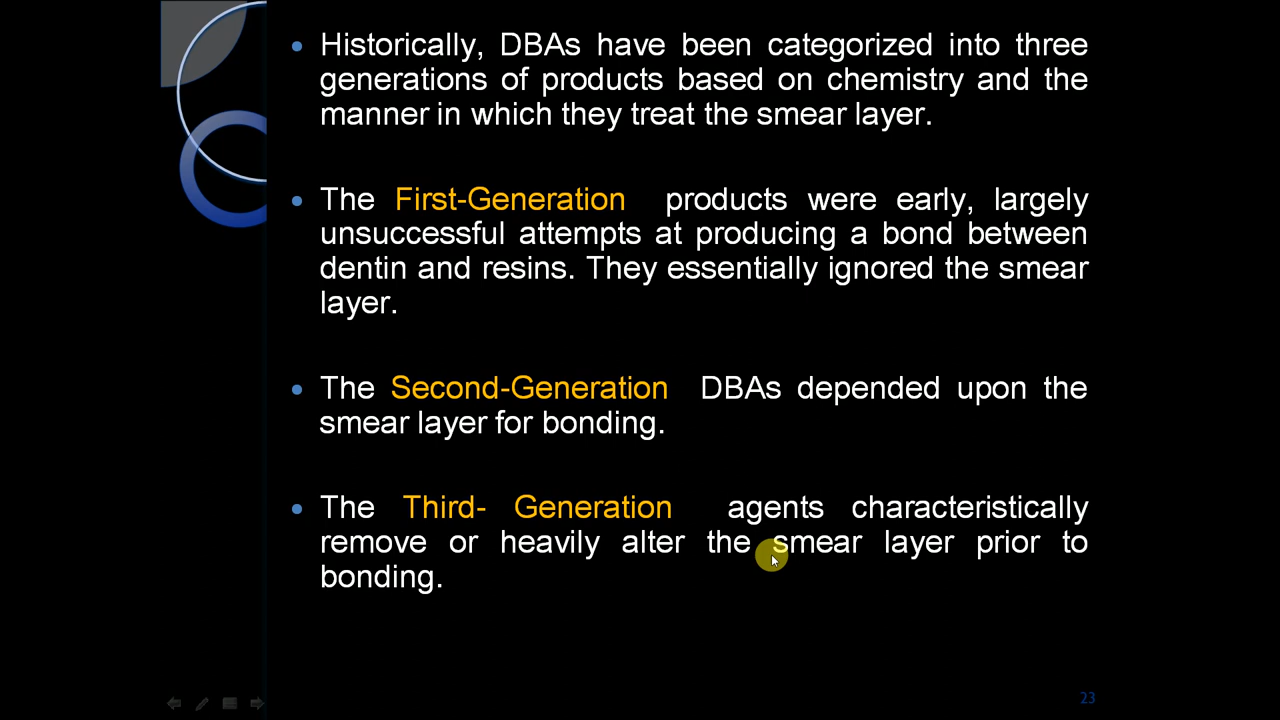 Historically, DBAs have been categorized into three
generations of products based on chemistry and the
manner in which they treat the smear layer.
The First-Generation products were early, largely
unsuccessful attempts at producing a bond between
dentin and resins. They essentially ignored the smear
layer.
The Second-Generation DBAs depended upon the
smear layer for bonding.
The Third- Generation agents characteristically
remove or heavily alter the smear layer prior to
bonding.
23